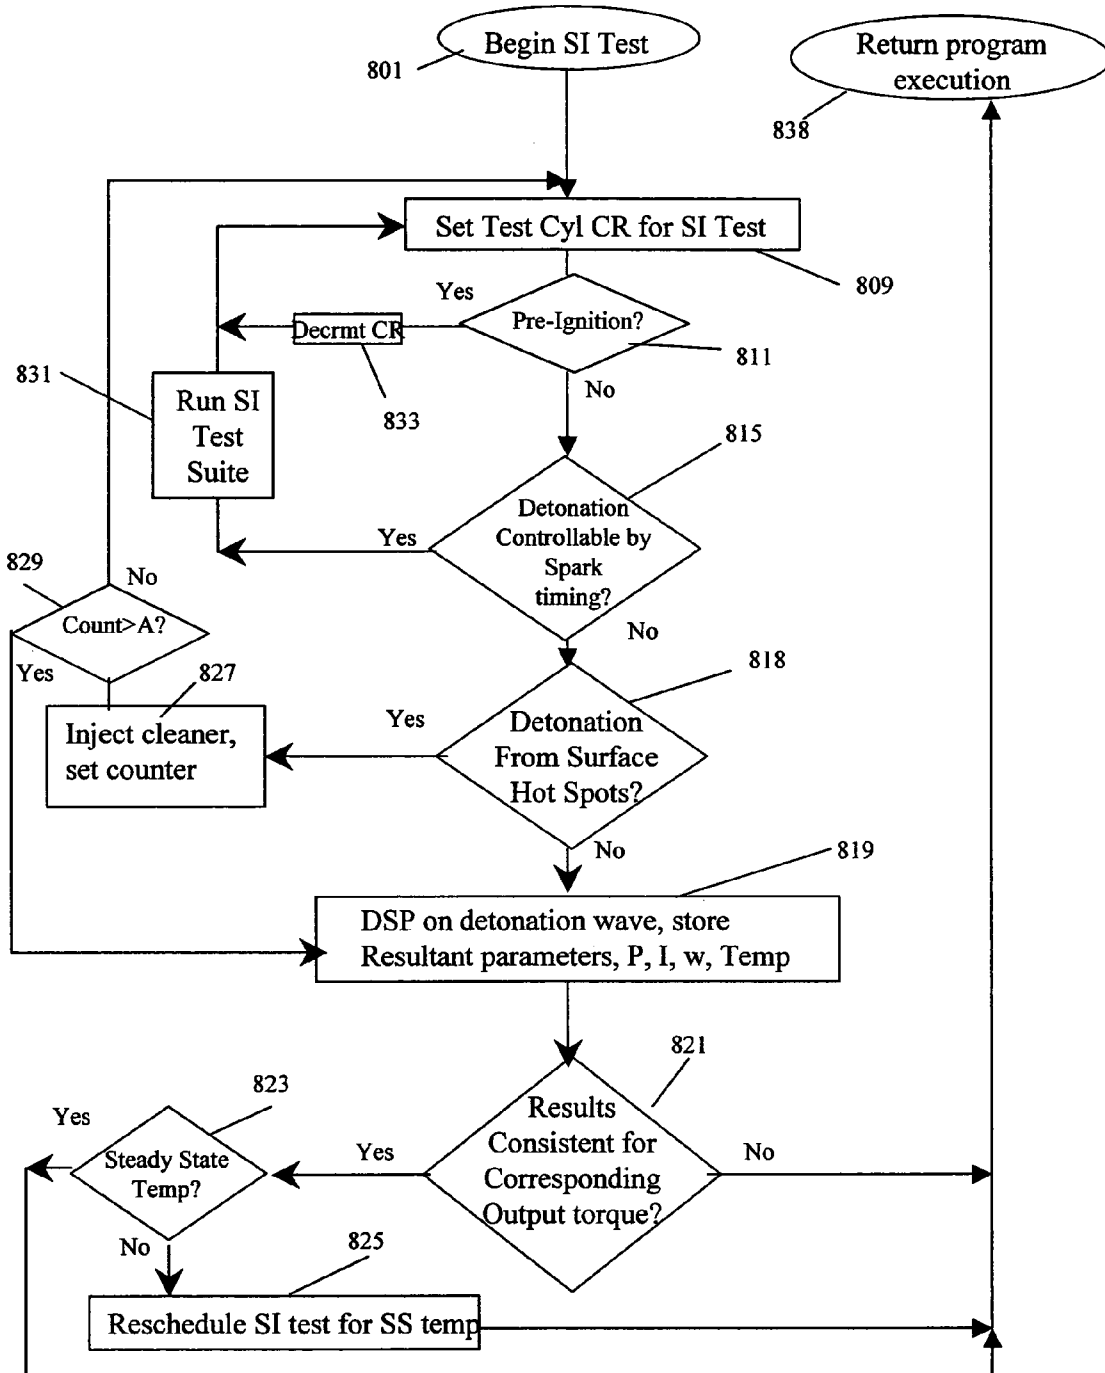 Begin SI Test
801
Return program
execution
838
Set Test Cyl CR for SI Test
809
Yes
Pre-Ignition?
811
Decrmt CR
833
No
831
Run SI
Test
Suite
815
Detonation
Controllable by
Spark
timing?
Yes
No
829
No
Count>A?
Yes
827
Inject cleaner,
set counter
818
Yes
Detonation
From Surface
Hot Spots?
No
819
DSP on detonation wave, store
Resultant parameters, P, I, w, Temp
821
Results
Consistent for
Corresponding
Output torque?
Yes
No
823
Yes
Steady State
Temp?
No
825
Reschedule SI test for SS temp